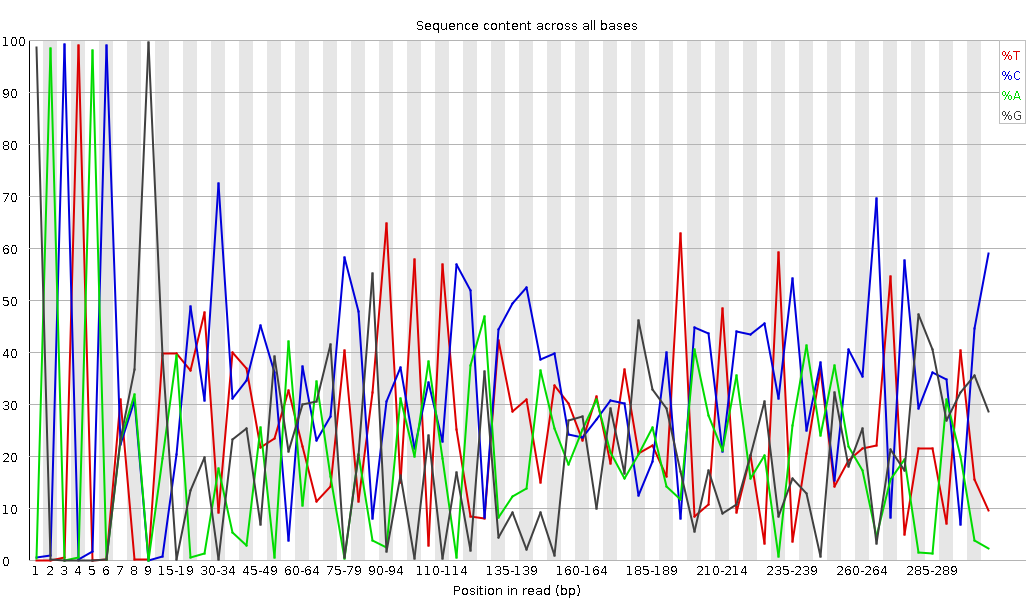 Sequence content across all bases
100
90
80
70
60
50
40
30
20
10
0
%T
%C
%A
%G
1 2 3 4 5 6 7 8 9 15-19 30-34 45-49 60-64 75-79 90-94 110-114 135-139 160-164 185-189 210-214 235-239 260-264 285-289
Position in read (bp)